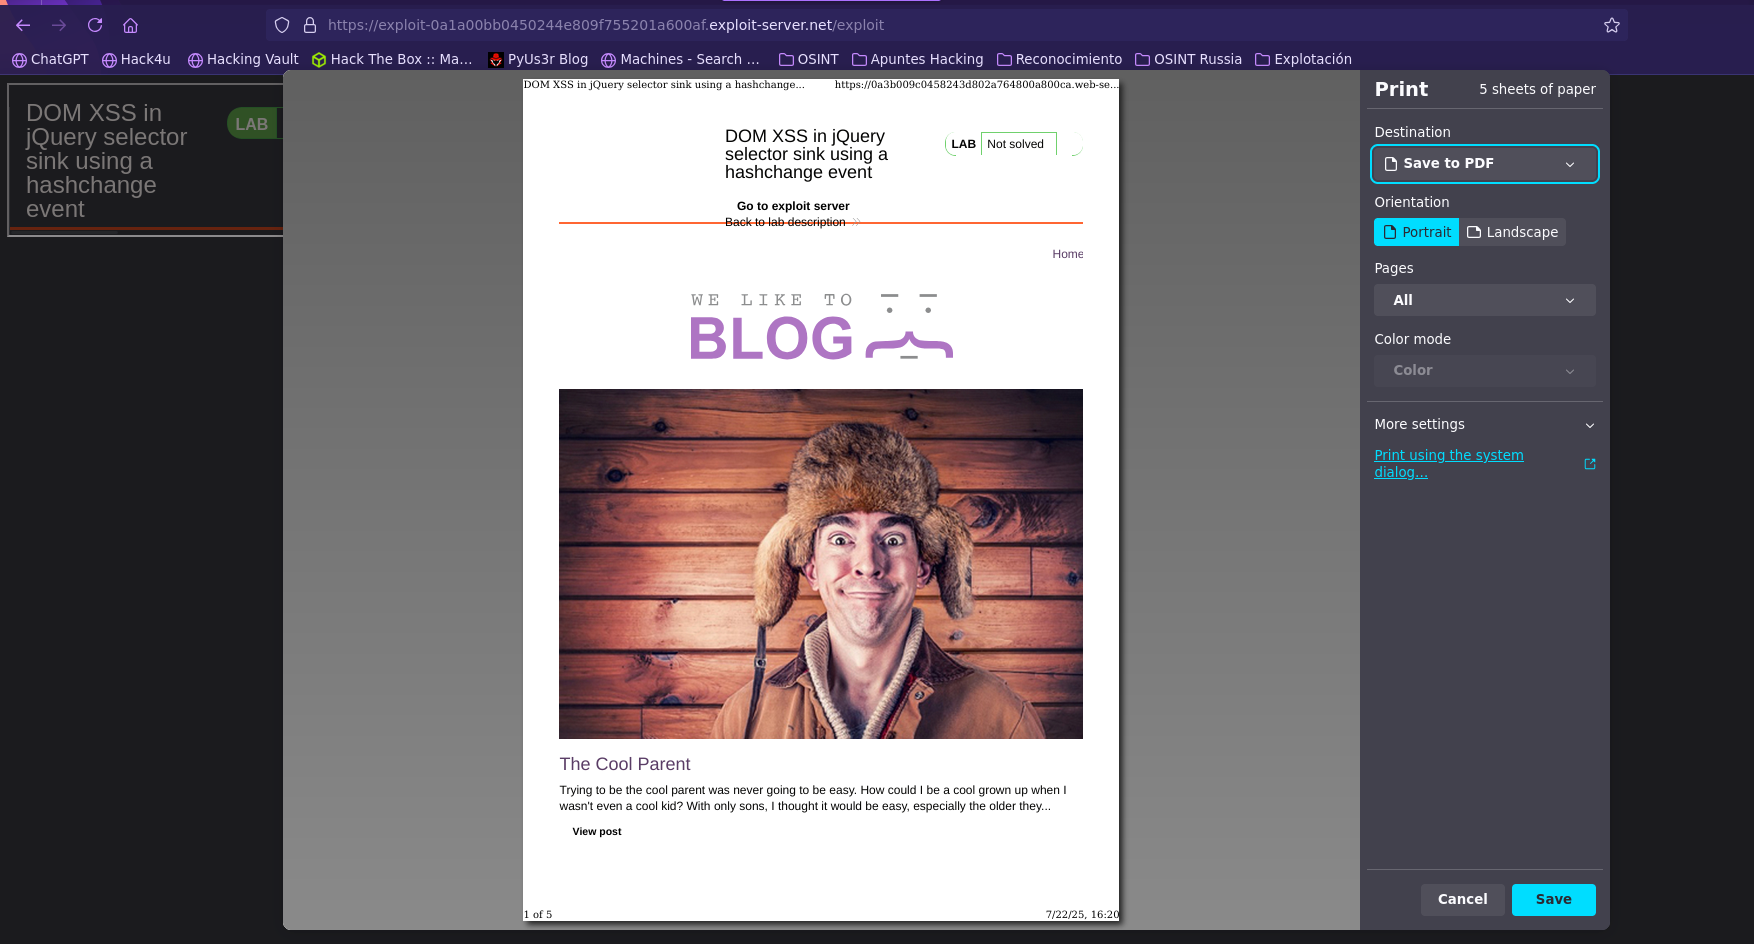 https://exploit-0a1a00bb0450244e809f755201a600af.exploit-server.net/exploit
ChatGPT Hack4u Hacking Vault Hack The Box :: Ma… PyUs3r Blog Machines - Search … OSINT Apuntes Hacking Reconocimiento OSINT Russia Explotación
DOM XSS in
jQuery selector
sink using a
hashchange
event
LAB
DOM XSS in jQuery selector sink using a hashchange... https://0a3b009c0458243d802a764800a800ca.web-se...
DOM XSS in jQuery
selector sink using a
hashchange event
LAB Not solved
Go to exploit server
Back to lab description
Home
WE LIKE TO
BLOG
The Cool Parent
Trying to be the cool parent was never going to be easy. How could I be a cool grown up when I
wasn't even a cool kid? With only sons, I thought it would be easy, especially the older they...
View post
1 of 5 7/22/25, 16:20
Print 5 sheets of paper
Destination
Save to PDF
Orientation
Portrait Landscape
Pages
All
Color mode
Color
More settings
Print using the system
dialog…
Cancel Save